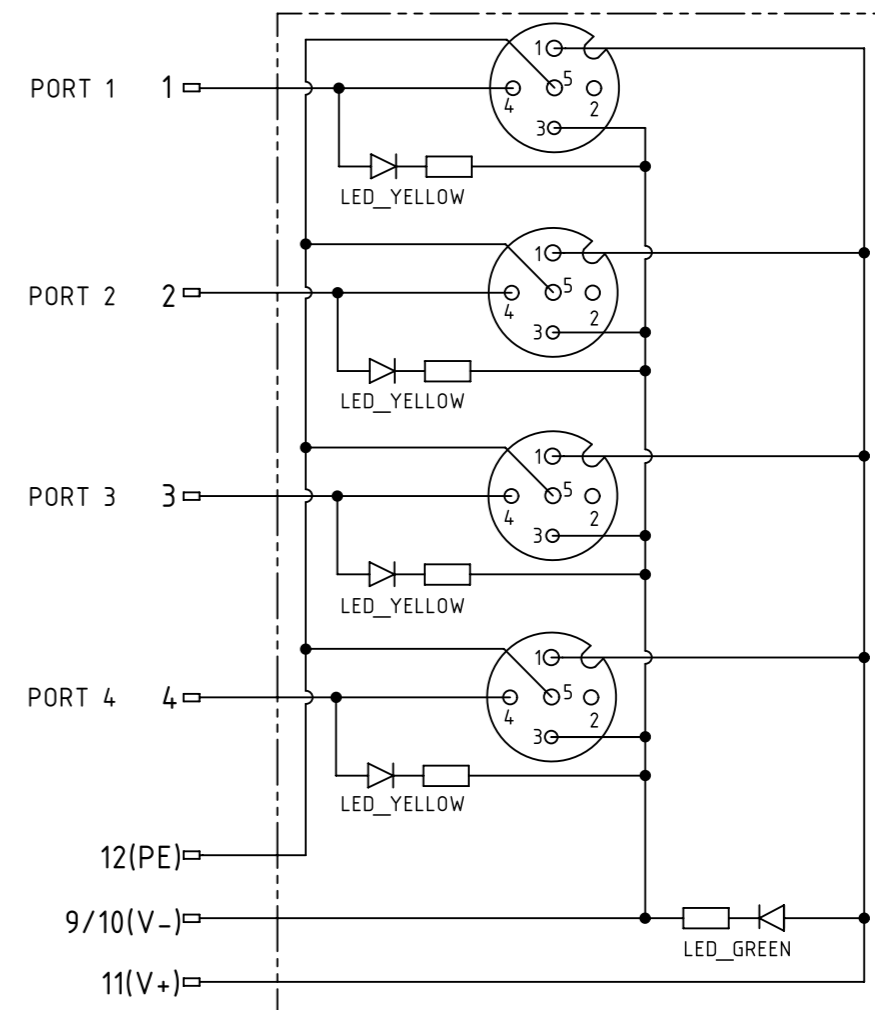 1
PORT 1 1
5
4
2
3
LED_YELLOW
1
PORT 2 2
5
4
2
3
LED_YELLOW
1
PORT 3 3
5
4
2
3
LED_YELLOW
1
PORT 4 4
5
4
2
3
LED_YELLOW
12(PE)
9/10(V-)
LED_GREEN
11(V+)